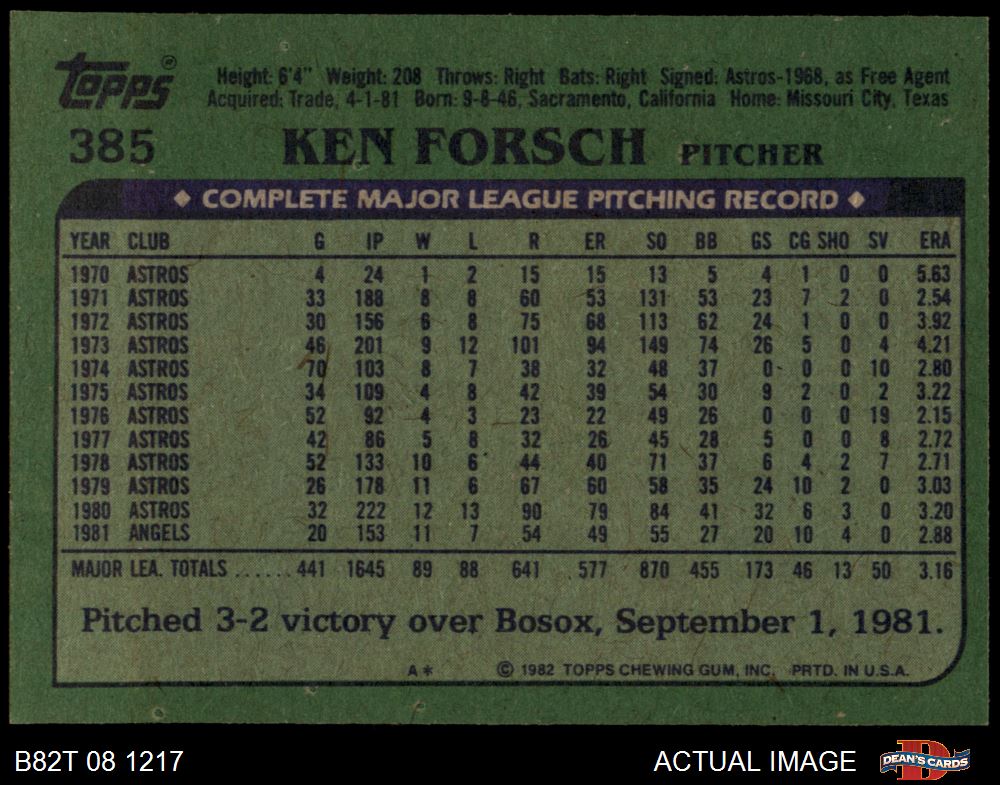 Topps®
Height: 6'4" Weight: 208 Throws: Right Bats: Right Signed: Astros-1968, as Free Agent
Acquired: Trade, 4-1-81 Born: 9-8-46, Sacramento, California Home: Missouri City, Texas
385 KEN FORSCH PITCHER
◆ COMPLETE MAJOR LEAGUE PITCHING RECORD ◆
YEAR CLUB G IP W L R ER SO BB GS CG SHO SV ERA
1970 ASTROS 4 24 1 2 15 15 13 5 4 1 0 0 5.63
1971 ASTROS 33 188 8 8 60 53 131 53 23 7 2 0 2.54
1972 ASTROS 30 156 6 8 75 68 113 62 24 1 0 0 3.92
1973 ASTROS 46 201 9 12 101 94 149 74 26 5 0 4 4.21
1974 ASTROS 70 103 8 7 38 32 48 37 0 0 0 10 2.80
1975 ASTROS 34 109 4 8 42 39 54 30 9 2 0 2 3.22
1976 ASTROS 52 92 4 3 23 22 49 26 0 0 0 19 2.15
1977 ASTROS 42 86 5 8 32 26 45 28 5 0 0 8 2.72
1978 ASTROS 52 133 10 6 44 40 71 37 6 4 2 7 2.71
1979 ASTROS 26 178 11 6 67 60 58 35 24 10 2 0 3.03
1980 ASTROS 32 222 12 13 90 79 84 41 32 6 3 0 3.20
1981 ANGELS 20 153 11 7 54 49 55 27 20 10 4 0 2.88
MAJOR LEA. TOTALS ...... 441 1645 89 88 641 577 870 455 173 46 13 50 3.16
Pitched 3-2 victory over Bosox, September 1, 1981.
A* © 1982 TOPPS CHEWING GUM, INC. PRTD. IN U.S.A.
B82T 08 1217 ACTUAL IMAGE DEAN'S CARDS